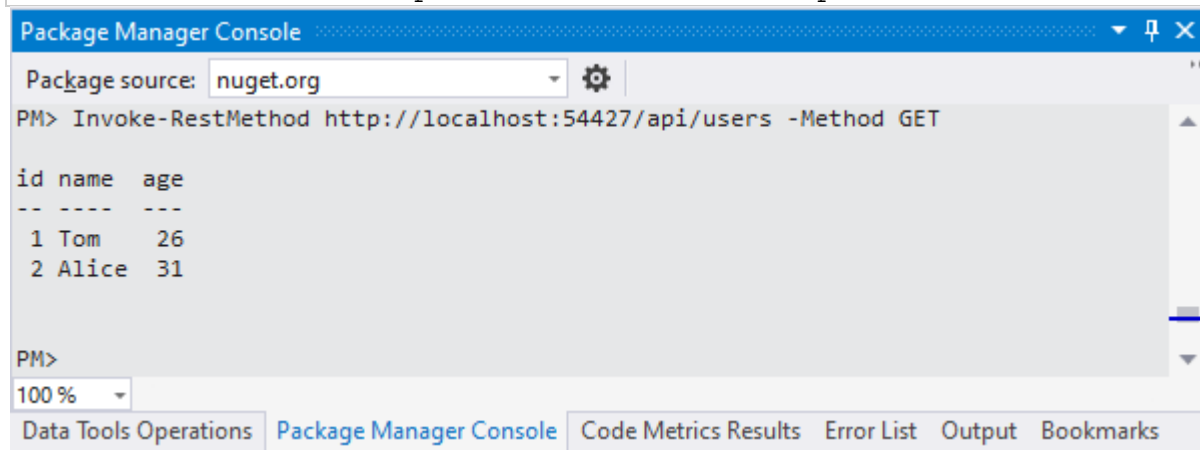 Package Manager Console
Package source: nuget.org
PM> Invoke-RestMethod http://localhost:54427/api/users -Method GET
id name  age
-- ----  ---
 1 Tom    26
 2 Alice  31
PM>
100 %
Data Tools Operations Package Manager Console Code Metrics Results Error List Output Bookmarks